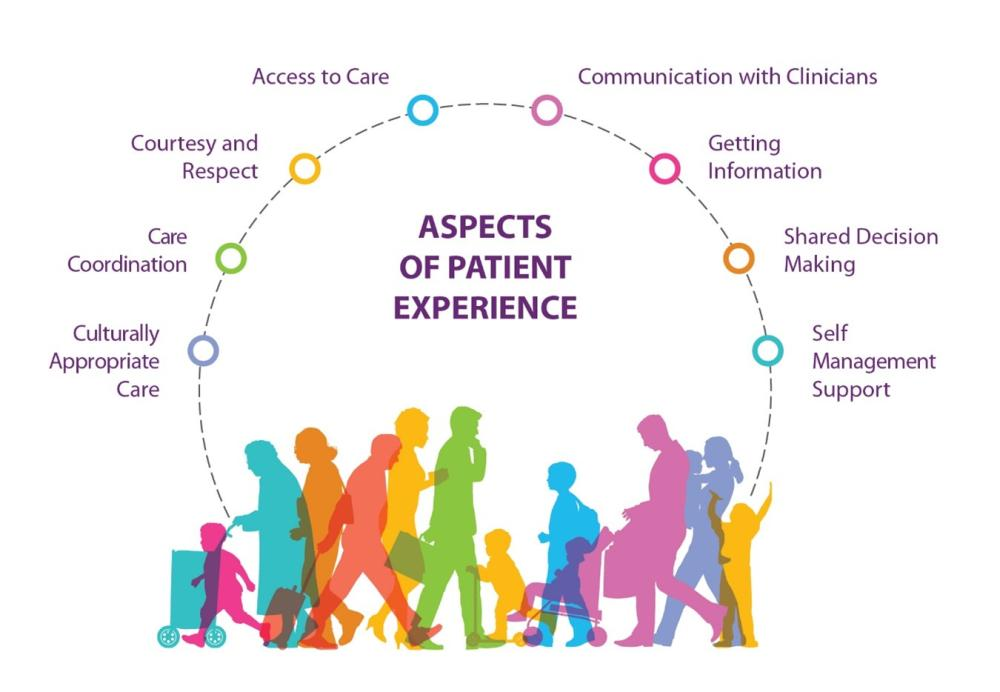 Access to Care
Communication with Clinicians
Courtesy and
Respect
Getting
Information
ASPECTS
OF PATIENT
EXPERIENCE
Care
Coordination
Shared Decision
Making
Culturally
Appropriate
Care
Self
Management
Support